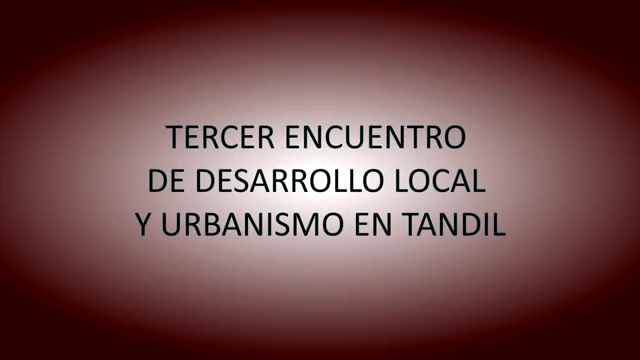 TERCER ENCUENTRO
DE DESARROLLO LOCAL
Y URBANISMO EN TANDIL